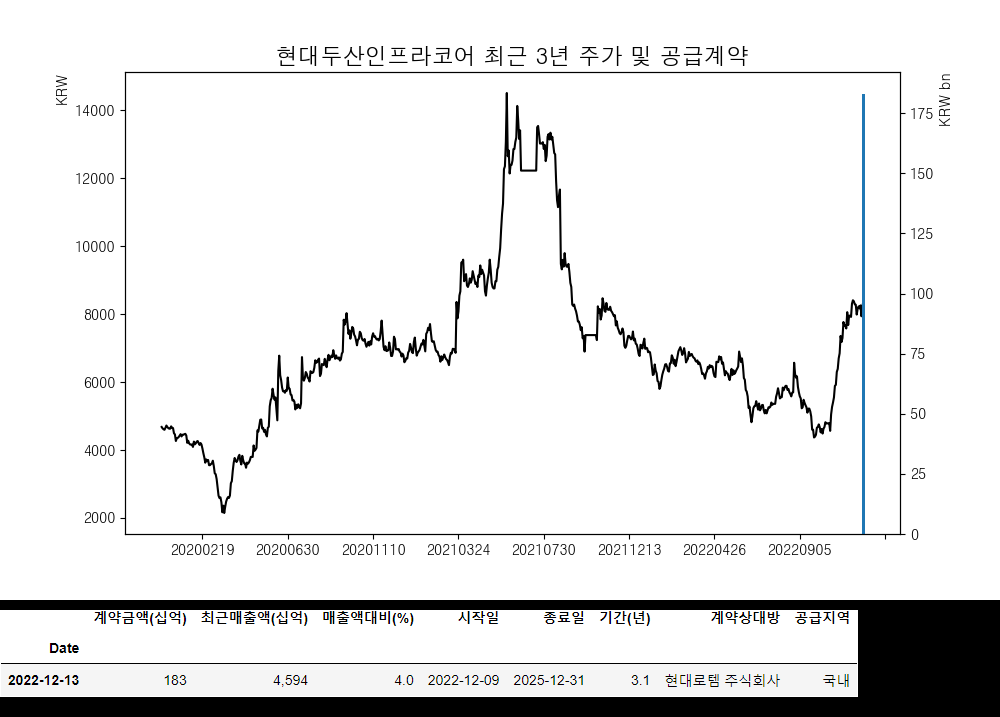 현대두산인프라코어 최근 3년 주가 및 공급계약
KRW
KRW bn
14000
12000
10000
8000
6000
4000
2000
175
150
125
100
75
50
25
0
20200219 20200630 20201110 20210324 20210730 20211213 20220426 20220905
계약금액(십억) 최근매출액(십억) 매출액대비(%) 시작일 종료일 기간(년) 계약상대방 공급지역
Date
2022-12-13 183 4,594 4.0 2022-12-09 2025-12-31 3.1 현대로템 주식회사 국내